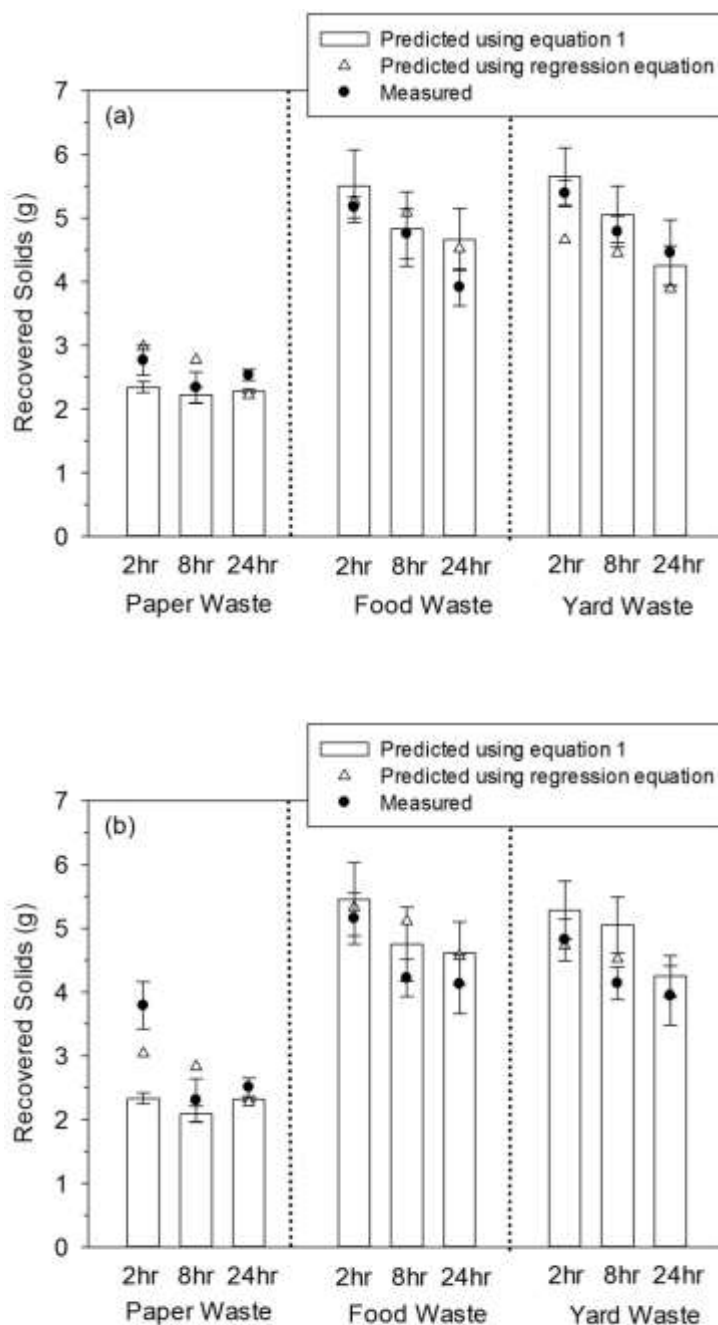 Predicted using equation 1
Predicted using regression equation
Measured
(a)
7
6
5
4
3
2
1
0
Recovered Solids (g)
2hr 8hr 24hr 2hr 8hr 24hr 2hr 8hr 24hr
Paper Waste Food Waste Yard Waste
Predicted using equation 1
Predicted using regression equation
Measured
(b)
7
6
5
4
3
2
1
0
Recovered Solids (g)
2hr 8hr 24hr 2hr 8hr 24hr 2hr 8hr 24hr
Paper Waste Food Waste Yard Waste